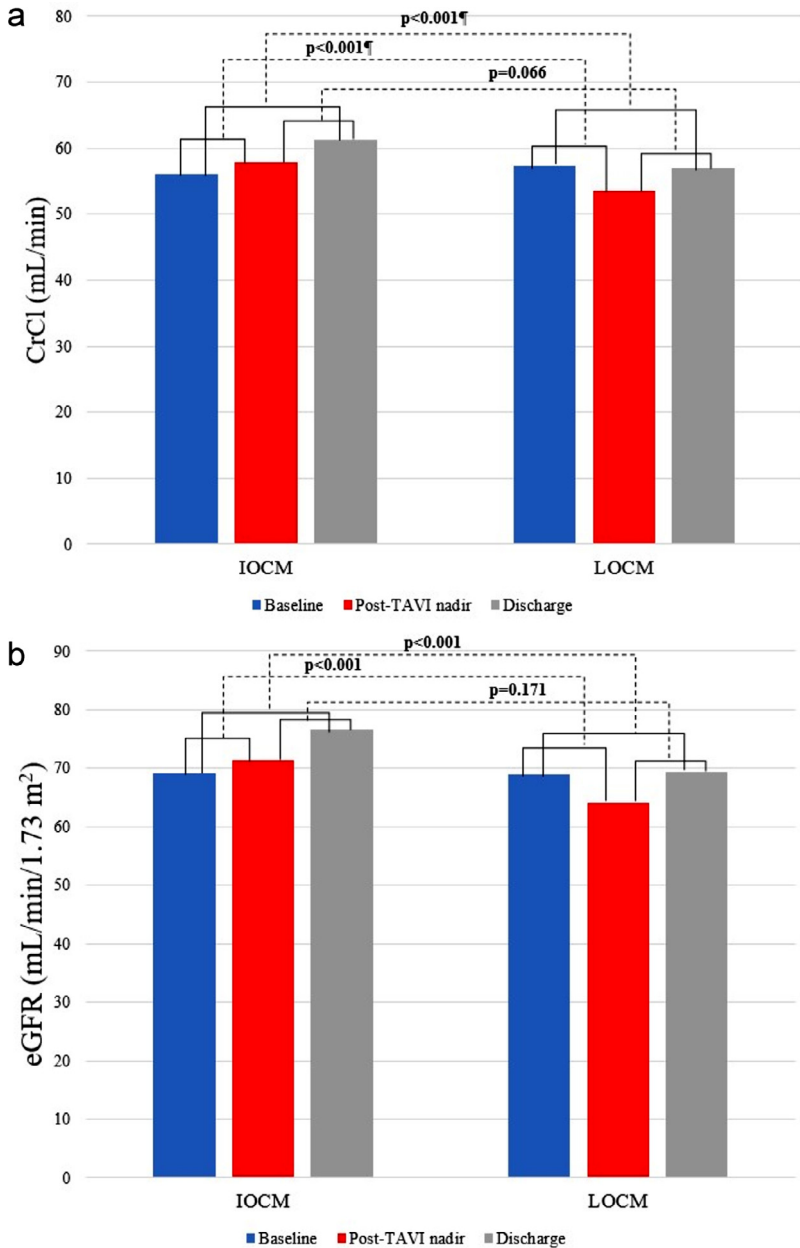 a
80
p<0.001¶
p<0.001¶
p=0.066
70
60
50
40
30
20
10
0
CrCl (mL/min)
IOCM LOCM
Baseline Post-TAVI nadir Discharge
b
90
p<0.001
p<0.001
p=0.171
80
70
60
50
40
30
20
10
0
eGFR (mL/min/1.73 m²)
IOCM LOCM
Baseline Post-TAVI nadir Discharge